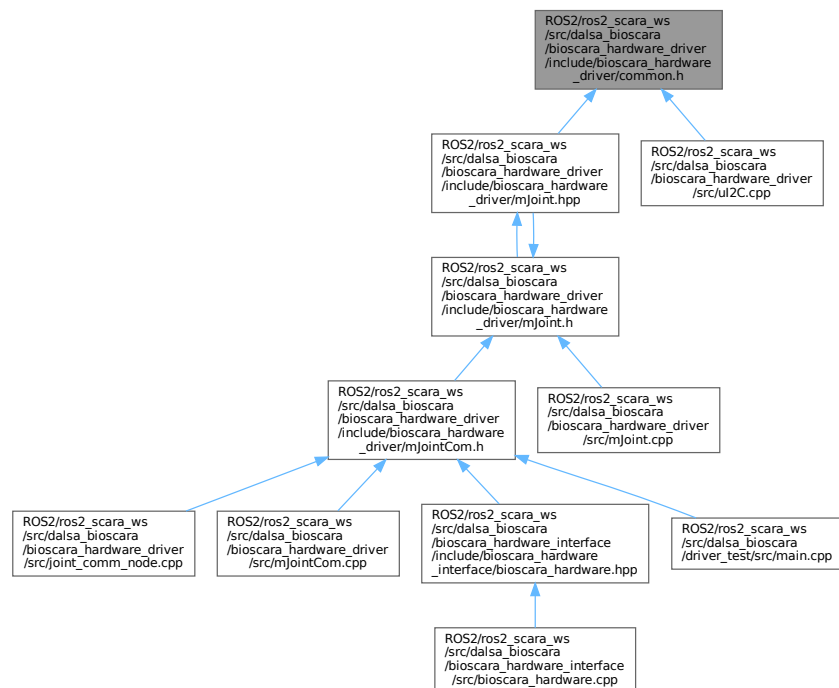 ROS2/ros2_scara_ws
/src/dalsa_bioscara
/bioscara_hardware_driver
/include/bioscara_hardware
_driver/common.h
ROS2/ros2_scara_ws
/src/dalsa_bioscara
/bioscara_hardware_driver
/include/bioscara_hardware
_driver/mJoint.hpp
ROS2/ros2_scara_ws
/src/dalsa_bioscara
/bioscara_hardware_driver
/src/uI2C.cpp
ROS2/ros2_scara_ws
/src/dalsa_bioscara
/bioscara_hardware_driver
/include/bioscara_hardware
_driver/mJoint.h
ROS2/ros2_scara_ws
/src/dalsa_bioscara
/bioscara_hardware_driver
/include/bioscara_hardware
_driver/mJointCom.h
ROS2/ros2_scara_ws
/src/dalsa_bioscara
/bioscara_hardware_driver
/src/mJoint.cpp
ROS2/ros2_scara_ws
/src/dalsa_bioscara
/bioscara_hardware_driver
/src/joint_comm_node.cpp
ROS2/ros2_scara_ws
/src/dalsa_bioscara
/bioscara_hardware_driver
/src/mJointCom.cpp
ROS2/ros2_scara_ws
/src/dalsa_bioscara
/bioscara_hardware_interface
/include/bioscara_hardware
_interface/bioscara_hardware.hpp
ROS2/ros2_scara_ws
/src/dalsa_bioscara
/driver_test/src/main.cpp
ROS2/ros2_scara_ws
/src/dalsa_bioscara
/bioscara_hardware_interface
/src/bioscara_hardware.cpp